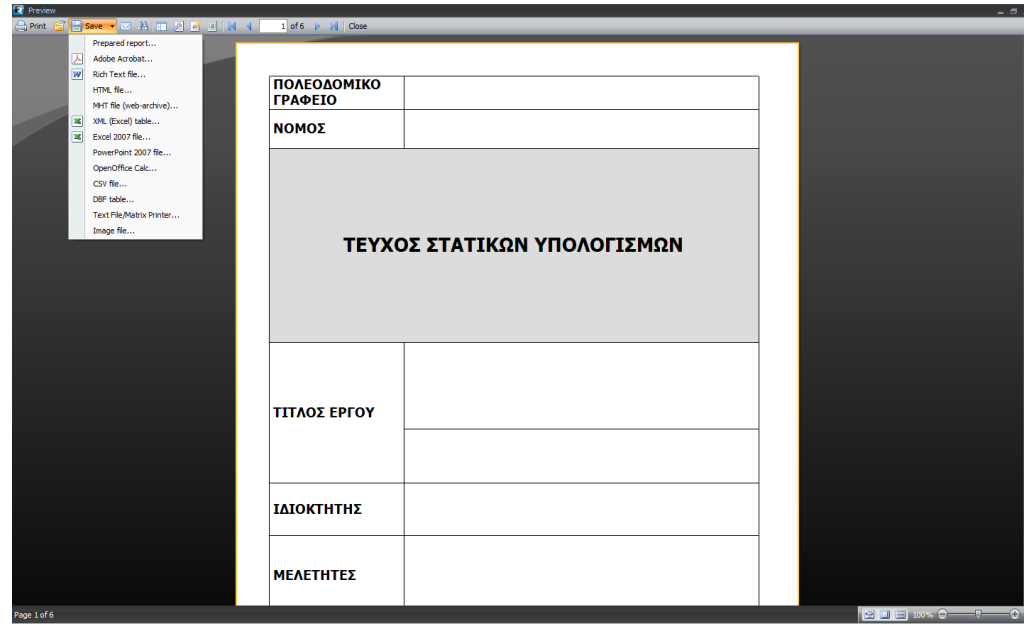 Preview
Print Save 1 of 6 Close
Prepared report...
Adobe Acrobat...
Rich Text file...
HTML file...
MHT file (web-archive)...
XML (Excel) table...
Excel 2007 file...
PowerPoint 2007 file...
OpenOffice Calc...
CSV file...
DBF table...
Text File/Matrix Printer...
Image file...
ΠΟΛΕΟΔΟΜΙΚΟ
ΓΡΑΦΕΙΟ
ΝΟΜΟΣ
ΤΕΥΧΟΣ ΣΤΑΤΙΚΩΝ ΥΠΟΛΟΓΙΣΜΩΝ
ΤΙΤΛΟΣ ΕΡΓΟΥ
ΙΔΙΟΚΤΗΤΗΣ
ΜΕΛΕΤΗΤΕΣ
Page 1 of 6 100%